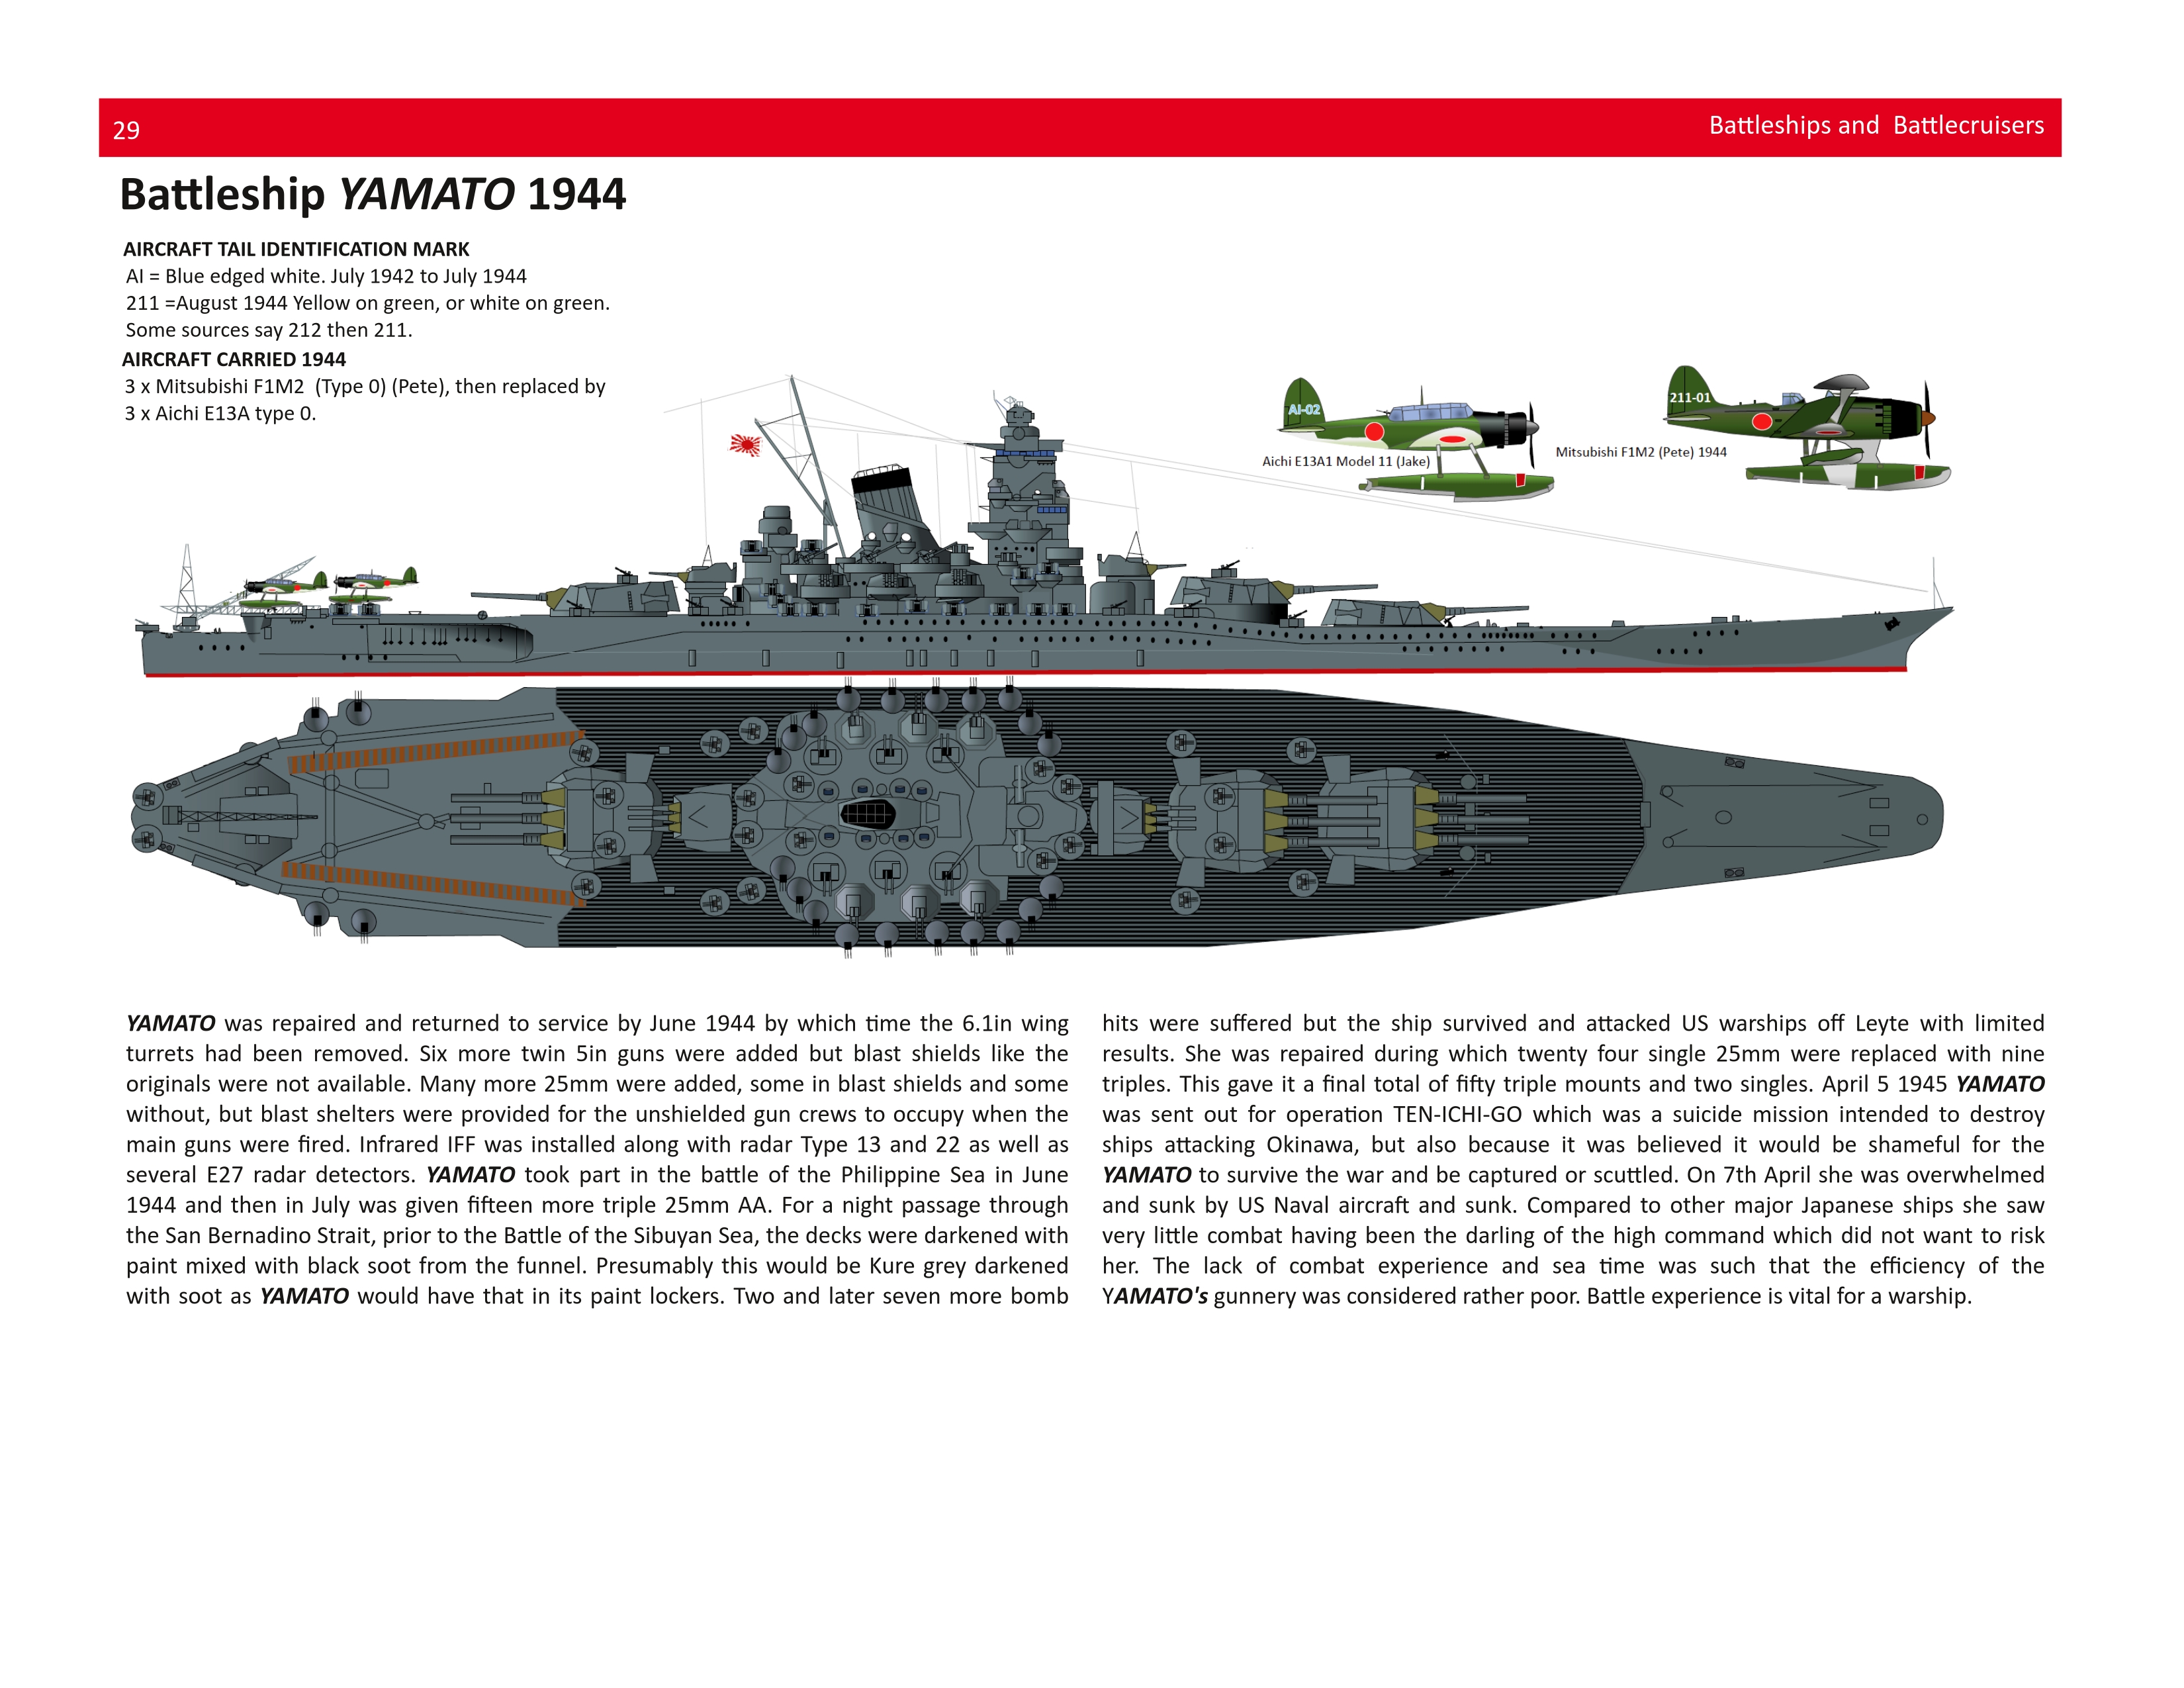 29
Battleships and Battlecruisers
Battleship YAMATO 1944
AIRCRAFT TAIL IDENTIFICATION MARK
AI = Blue edged white. July 1942 to July 1944
211 =August 1944 Yellow on green, or white on green.
Some sources say 212 then 211.
AIRCRAFT CARRIED 1944
3 x Mitsubishi F1M2 (Type 0) (Pete), then replaced by
3 x Aichi E13A type 0.
AI-02
Aichi E13A1 Model 11 (Jake)
211-01
Mitsubishi F1M2 (Pete) 1944
YAMATO was repaired and returned to service by June 1944 by which time the 6.1in wing
turrets had been removed. Six more twin 5in guns were added but blast shields like the
originals were not available. Many more 25mm were added, some in blast shields and some
without, but blast shelters were provided for the unshielded gun crews to occupy when the
main guns were fired. Infrared IFF was installed along with radar Type 13 and 22 as well as
several E27 radar detectors. YAMATO took part in the battle of the Philippine Sea in June
1944 and then in July was given fifteen more triple 25mm AA. For a night passage through
the San Bernadino Strait, prior to the Battle of the Sibuyan Sea, the decks were darkened with
paint mixed with black soot from the funnel. Presumably this would be Kure grey darkened
with soot as YAMATO would have that in its paint lockers. Two and later seven more bomb
hits were suffered but the ship survived and attacked US warships off Leyte with limited
results. She was repaired during which twenty four single 25mm were replaced with nine
triples. This gave it a final total of fifty triple mounts and two singles. April 5 1945 YAMATO
was sent out for operation TEN-ICHI-GO which was a suicide mission intended to destroy
ships attacking Okinawa, but also because it was believed it would be shameful for the
YAMATO to survive the war and be captured or scuttled. On 7th April she was overwhelmed
and sunk by US Naval aircraft and sunk. Compared to other major Japanese ships she saw
very little combat having been the darling of the high command which did not want to risk
her. The lack of combat experience and sea time was such that the efficiency of the
YAMATO's gunnery was considered rather poor. Battle experience is vital for a warship.